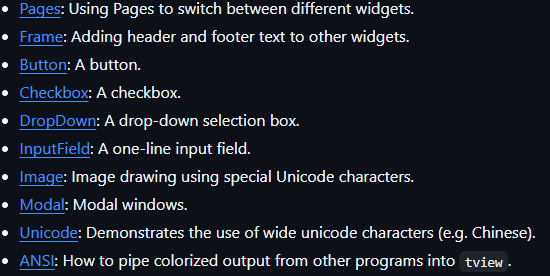 Pages: Using Pages to switch between different widgets.
Frame: Adding header and footer text to other widgets.
Button: A button.
Checkbox: A checkbox.
DropDown: A drop-down selection box.
InputField: A one-line input field.
Image: Image drawing using special Unicode characters.
Modal: Modal windows.
Unicode: Demonstrates the use of wide unicode characters (e.g. Chinese).
ANSI: How to pipe colorized output from other programs into tview.